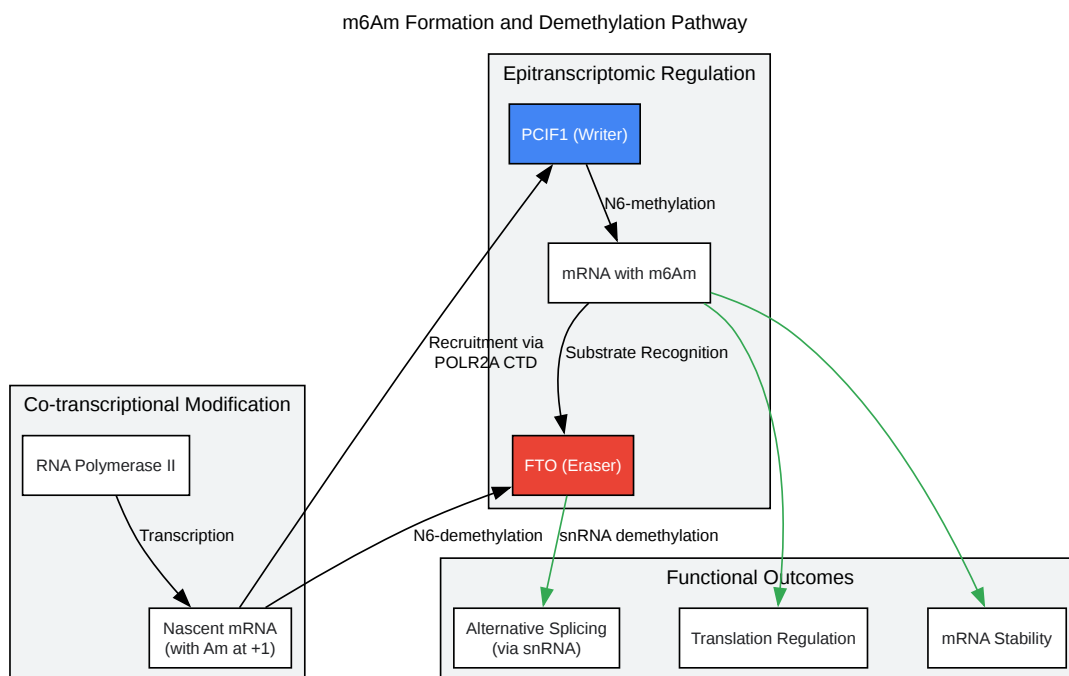 m6Am Formation and Demethylation Pathway
Epitranscriptomic Regulation
PCIF1 (Writer)
N6-methylation
mRNA with m6Am
Recruitment via
POLR2A CTD
Substrate Recognition
Co-transcriptional Modification
RNA Polymerase II
FTO (Eraser)
Transcription
N6-demethylation
snRNA demethylation
Functional Outcomes
Nascent mRNA
(with Am at +1)
Alternative Splicing
(via snRNA)
Translation Regulation
mRNA Stability